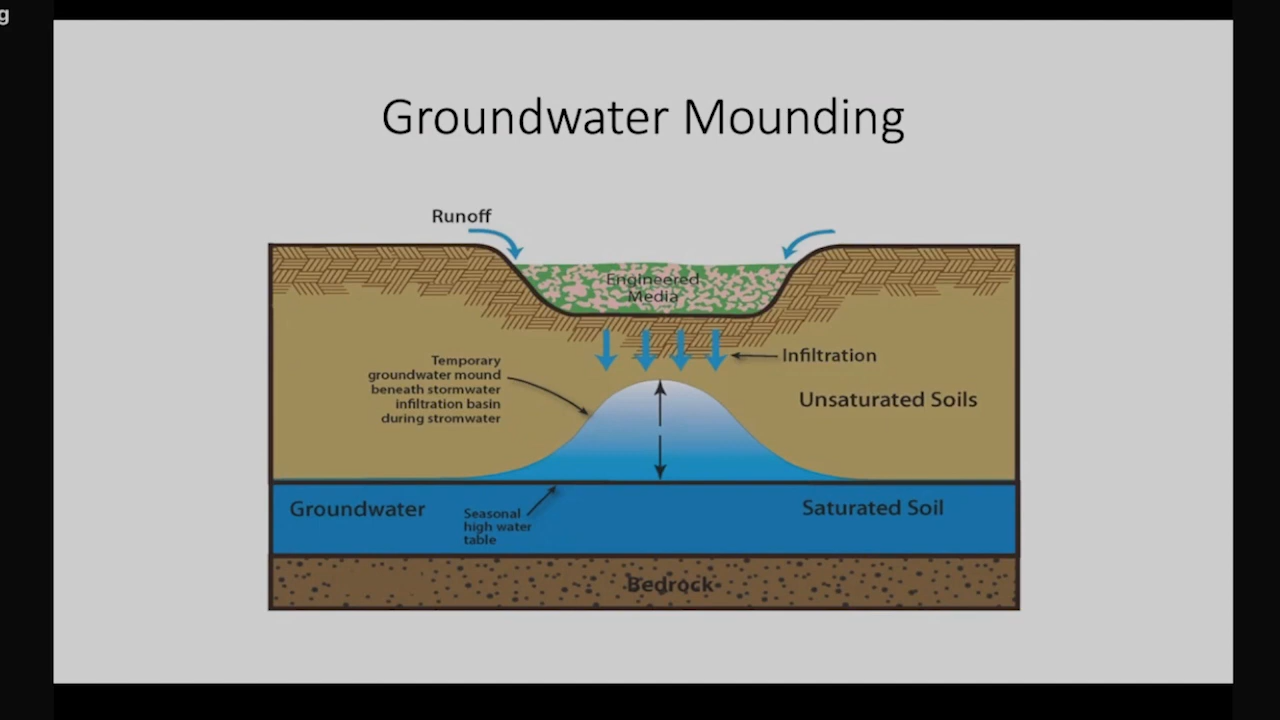 g
Groundwater Mounding
Runoff
Engineered
Media
Temporary
groundwater mound
beneath stormwater
infiltration basin
during stromwater
Infiltration
Unsaturated Soils
Groundwater
Seasonal
high water
table
Saturated Soil
Bedrock